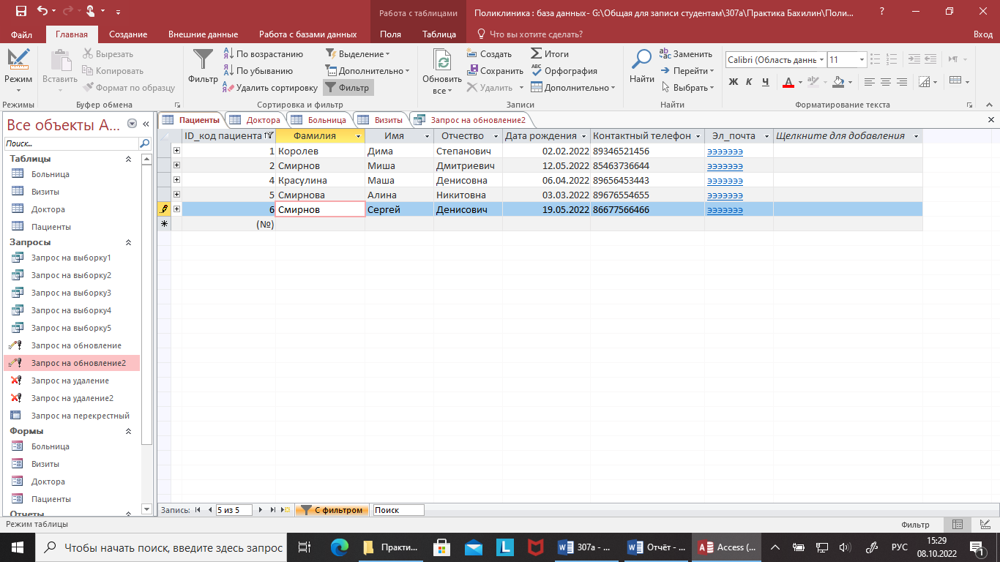 Работа с таблицами
Поликлиника : база данных- G:\Общая для записи студентам\307а\Практика Бахилин\Поли...
?
Файл Главная Создание Внешние данные Работа с базами данных Поля Таблица Что вы хотите сделать? Вход
Режим
Режимы
Вставить
Вырезать
Копировать
Формат по образцу
Буфер обмена
Фильтр
По возрастанию
По убыванию
Удалить сортировку
Выделение
Дополнительно
Фильтр
Сортировка и фильтр
Обновить
все
Создать
Сохранить
Удалить
Итоги
Орфография
Дополнительно
Записи
Найти
Заменить
Перейти
Выбрать
Найти
Calibri (Область данн 11
Ж К Ч А
Форматирование текста
Все объекты A...
Поиск...
Таблицы
Больница
Визиты
Доктора
Пациенты
Запросы
Запрос на выборку1
Запрос на выборку2
Запрос на выборку3
Запрос на выборку4
Запрос на выборку5
Запрос на обновление
Запрос на обновление2
Запрос на удаление
Запрос на удаление2
Запрос на перекрестный
Формы
Больница
Визиты
Доктора
Пациенты
Отчеты
Пациенты Доктора Больница Визиты Запрос на обновление2
ID_код пациента Фамилия Имя Отчество Дата рождения Контактный телефон Эл_почта Щелкните для добавления
1 Королев Дима Степанович 02.02.2022 89346521456 эээээээ
2 Смирнов Миша Дмитриевич 12.05.2022 85463736644 эээээээ
4 Красулина Маша Денисовна 06.04.2022 89656453443 эээээээ
5 Смирнова Алина Никитовна 03.03.2022 89676554655 эээээээ
6 Смирнов Сергей Денисович 19.05.2022 86677566466 эээээээ
(№)
Запись: 5 из 5 С фильтром Поиск
Режим таблицы Фильтр
Чтобы начать поиск, введите здесь запрос
Практи...
307а - ...
Отчёт - ...
Access (...
РУС
15:29
08.10.2022
1